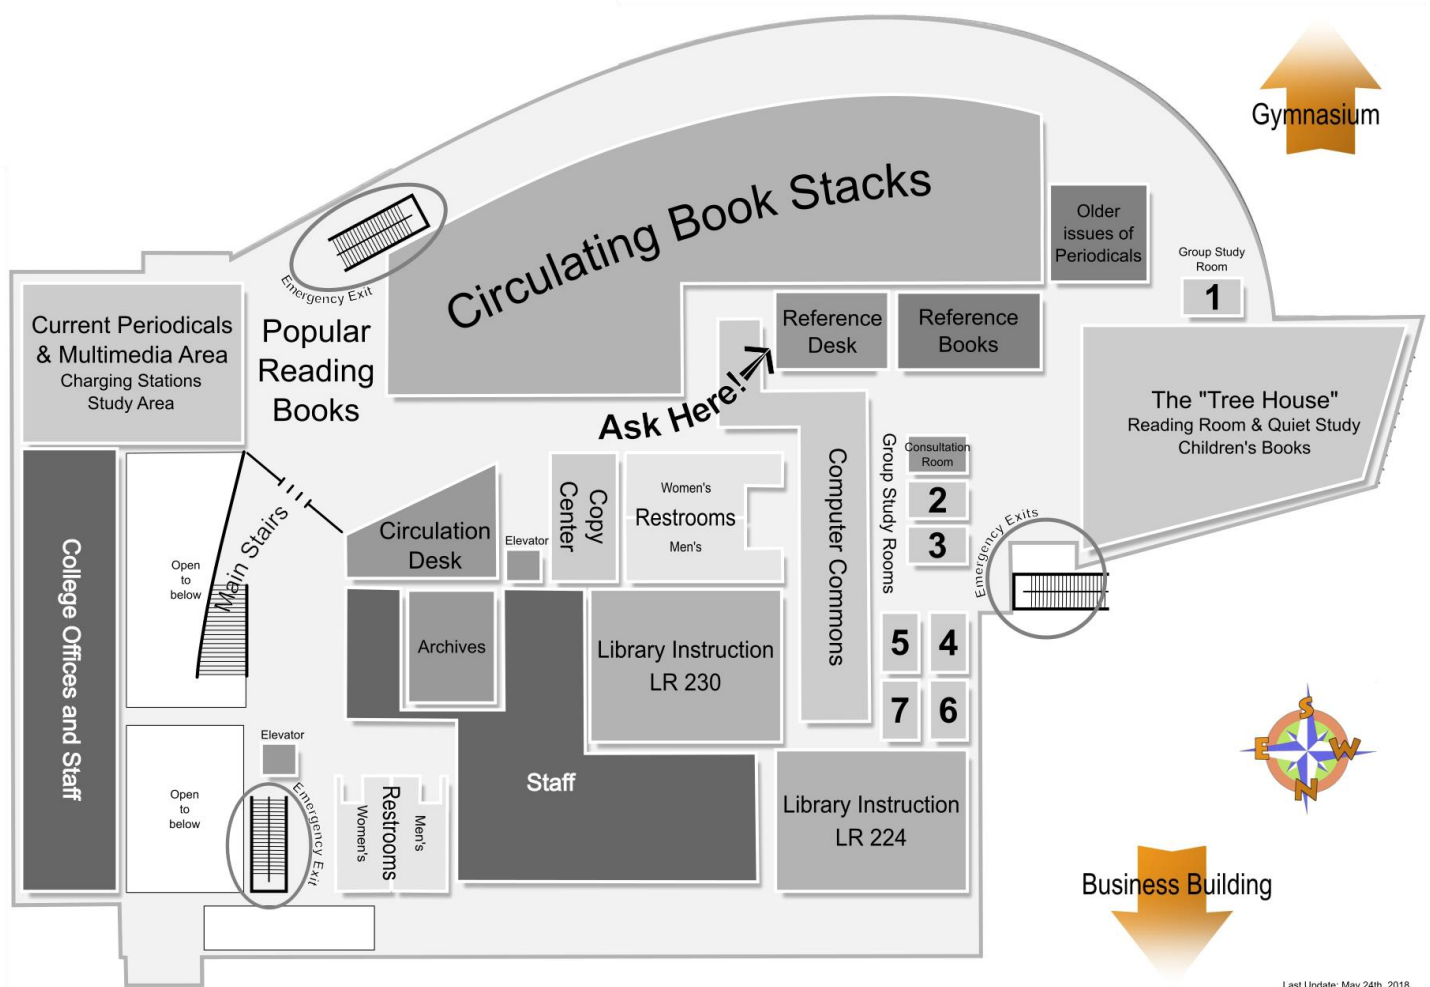 Gymnasium
Circulating Book Stacks
Older
issues of
Periodicals
Group Study
Room
1
Emergency Exit
Current Periodicals
& Multimedia Area
Charging Stations
Study Area
Popular
Reading
Books
Reference
Desk
Reference
Books
Ask Here!
The "Tree House"
Reading Room & Quiet Study
Children's Books
Consultation
Room
Group Study Rooms
2
3
Emergency Exits
Computer Commons
Women's
Restrooms
Men's
Copy
Center
Elevator
Circulation
Desk
Main Stairs
Open
to
below
College Offices and Staff
Archives
Library Instruction
LR 230
5
4
7
6
Elevator
Open
to
below
Emergency Exit
Restrooms
Women's
Men's
Staff
Library Instruction
LR 224
S
E
W
N
Business Building
Last Update: May 24th, 2018